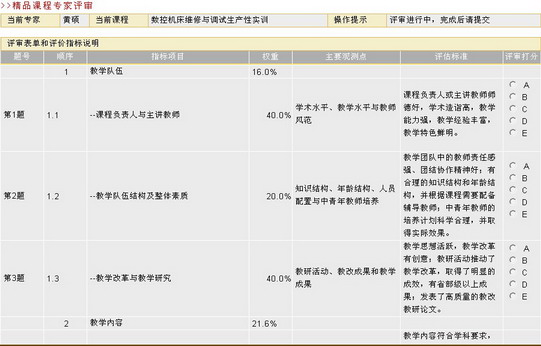 >>精品课程专家评审
当前专家 黄硕 当前课程 数控机床维修与调试生产性实训 操作提示 评审进行中，完成后请提交
评审表单和评价指标说明
题号 顺序 指标项目 权重 主要观测点 评估标准 评审打分
1 教学队伍 16.0%
第1题 1.1 --课程负责人与主讲教师 40.0%
学术水平、教学水平与教师
风范
课程负责人或主讲教师师
德好，学术造诣高，教学
能力强，教学经验丰富，
教学特色鲜明。
A
B
C
D
E
第2题 1.2 --教学队伍结构及整体素质 20.0%
知识结构、年龄结构、人员
配置与中青年教师培养
教学团队中的教师责任感
强、团结协作精神好；有
合理的知识结构和年龄结
构，并根据课程需要配备
辅导教师；中青年教师的
培养计划科学合理，并取
得实际效果。
A
B
C
D
E
第3题 1.3 --教学改革与教学研究 40.0%
教研活动、教改成果和教学
成果
教学思想活跃，教学改革
有创意；教研活动推动了
教学改革，取得了明显的
成效，有省部级以上成
果；发表了高质量的教改
教研论文。
A
B
C
D
E
2 教学内容 21.6%
教学内容符合学科要求，